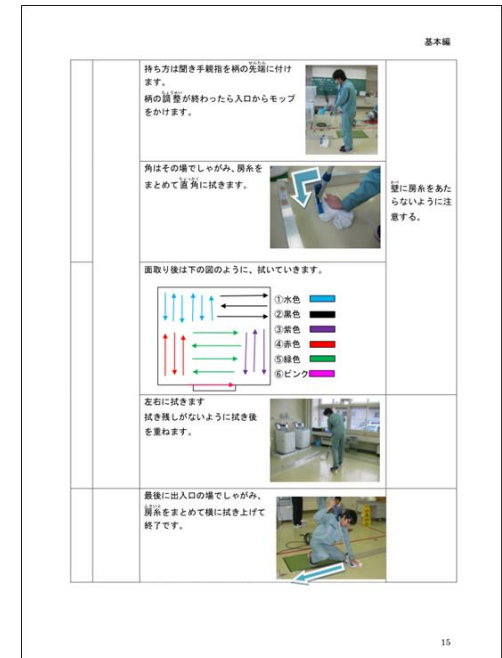 基本編
持ち方は聞き手親指を柄の先端に付け
ます。
柄の調整が終わったら入口からモップ
をかけます。
角はその場でしゃがみ、房糸を
まとめて直角に拭きます。
壁に房糸をあた
らないように注
意する。
面取り後は下の図のように、拭いていきます。
①水色
②黒色
③紫色
④赤色
⑤緑色
⑥ピンク
左右に拭きます
拭き残しがないように拭き後
を重ねます。
最後に出入口の場でしゃがみ、
房糸をまとめて横に拭き上げて
終了です。
15